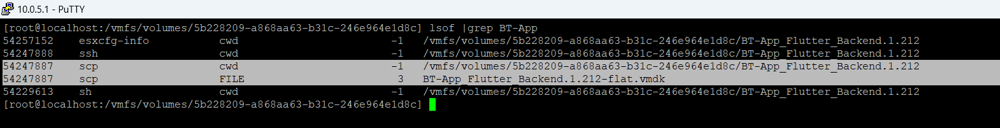 10.0.5.1 - PuTTY
[root@localhost:/vmfs/volumes/5b228209-a868aa63-b31c-246e964e1d8c] lsof |grep BT-App
54257152    esxcfg-info           cwd                        -1   /vmfs/volumes/5b228209-a868aa63-b31c-246e964e1d8c/BT-App_Flutter_Backend.1.212
54247888    ssh                   cwd                        -1   /vmfs/volumes/5b228209-a868aa63-b31c-246e964e1d8c/BT-App_Flutter_Backend.1.212
54247887    scp                   cwd                        -1   /vmfs/volumes/5b228209-a868aa63-b31c-246e964e1d8c/BT-App_Flutter_Backend.1.212
54247887    scp                   FILE                        3   BT-App_Flutter_Backend.1.212-flat.vmdk
54229613    sh                    cwd                        -1   /vmfs/volumes/5b228209-a868aa63-b31c-246e964e1d8c/BT-App_Flutter_Backend.1.212
[root@localhost:/vmfs/volumes/5b228209-a868aa63-b31c-246e964e1d8c]